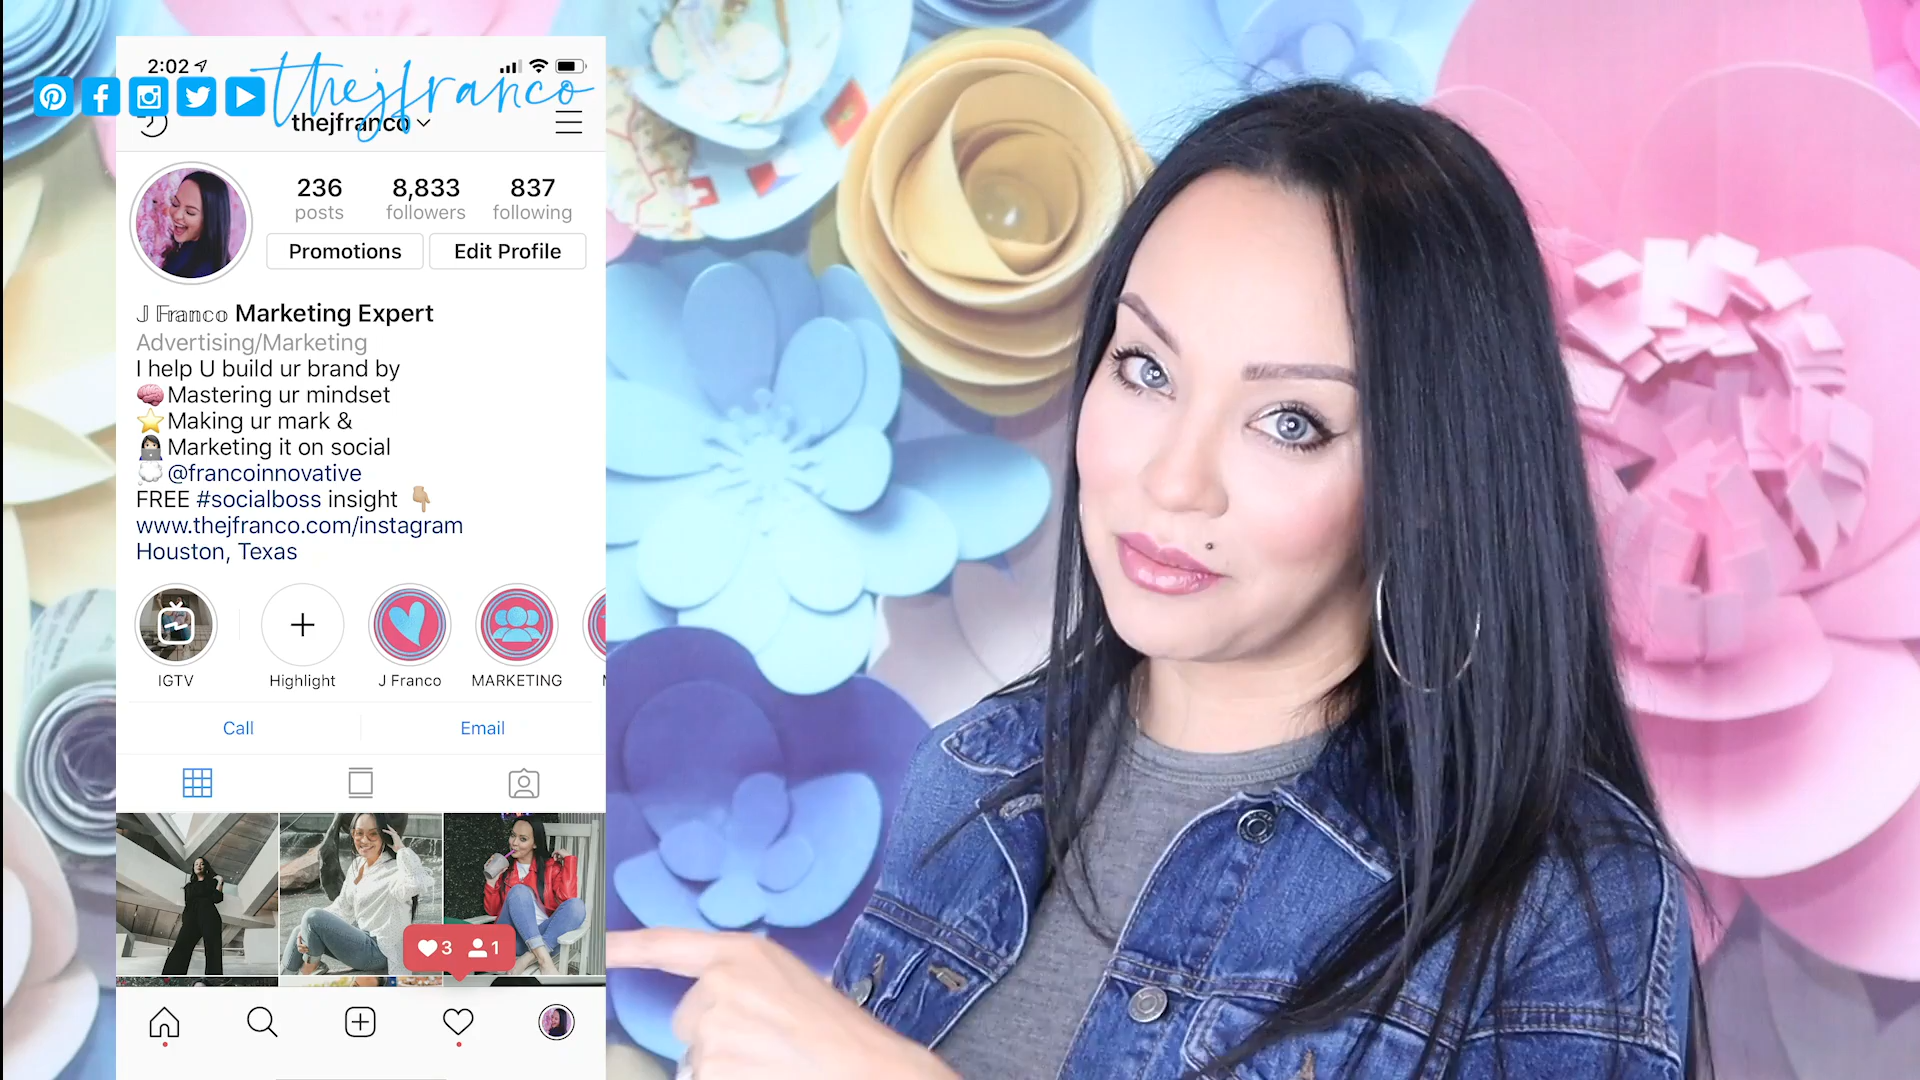 2:02
thejfranco
thejfranco
236 8,833 837
posts followers following
Promotions Edit Profile
J Franco Marketing Expert
Advertising/Marketing
I help U build ur brand by
Mastering ur mindset
Making ur mark &
Marketing it on social
@francoinnovative
FREE #socialboss insight
www.thejfranco.com/instagram
Houston, Texas
IGTV Highlight J Franco MARKETING
Call Email
3 1